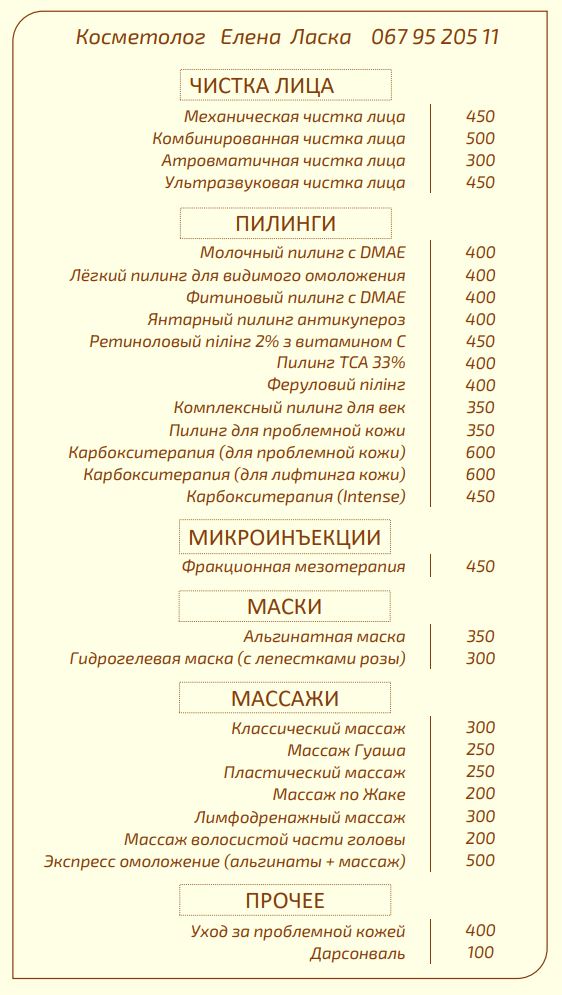 Косметолог Елена Ласка 067 95 205 11
ЧИСТКА ЛИЦА
Механическая чистка лица 450
Комбинированная чистка лица 500
Атровматичная чистка лица 300
Ультразвуковая чистка лица 450
ПИЛИНГИ
Молочный пилинг с DMAE 400
Лёгкий пилинг для видимого омоложения 400
Фитиновый пилинг с DMAE 400
Янтарный пилинг антикупероз 400
Ретиноловый пілінг 2% з витамином С 450
Пилинг TCA 33% 400
Феруловий пілінг 400
Комплексный пилинг для век 350
Пилинг для проблемной кожи 350
Карбокситерапия (для проблемной кожи) 600
Карбокситерапия (для лифтинга кожи) 600
Карбокситерапия (Intense) 450
МИКРОИНЪЕКЦИИ
Фракционная мезотерапия 450
МАСКИ
Альгинатная маска 350
Гидрогелевая маска (с лепестками розы) 300
МАССАЖИ
Классический массаж 300
Массаж Гуаша 250
Пластический массаж 250
Массаж по Жаке 200
Лимфодренажный массаж 300
Массаж волосистой части головы 200
Экспресс омоложение (альгинаты + массаж) 500
ПРОЧЕЕ
Уход за проблемной кожей 400
Дарсонваль 100